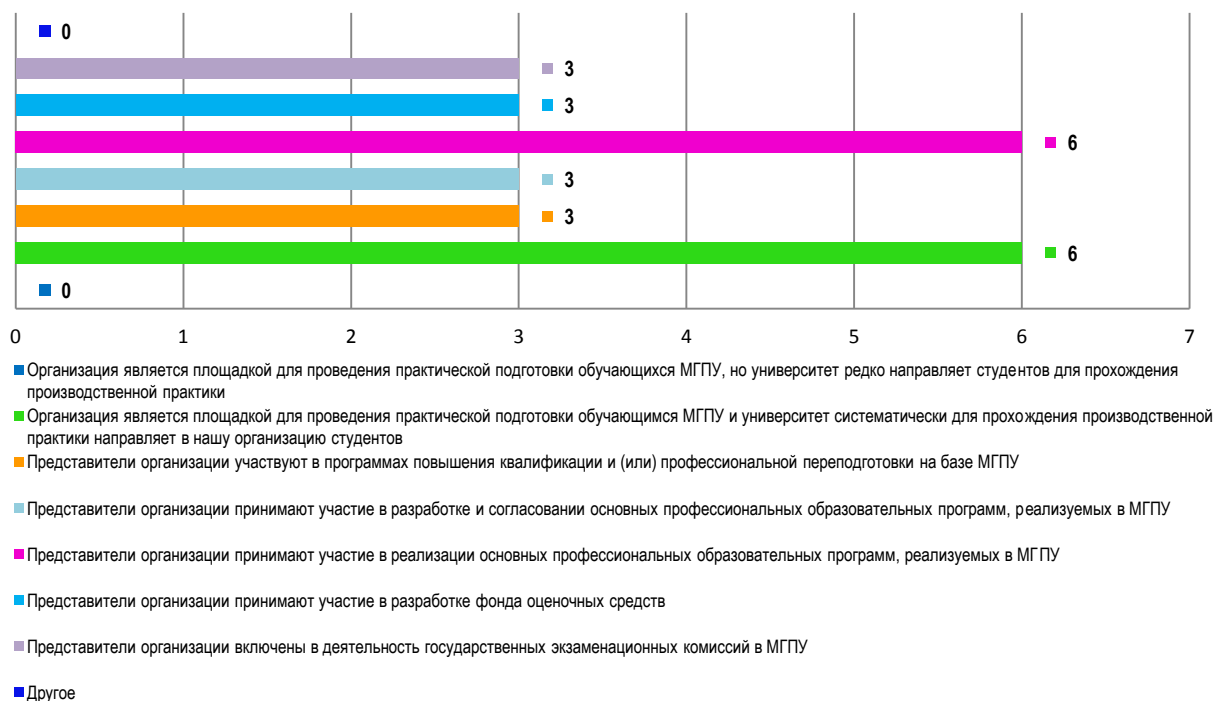 0
3
3
6
3
3
6
0
0 1 2 3 4 5 6 7
Организация является площадкой для проведения практической подготовки обучающихся МГПУ, но университет редко направляет студентов для прохождения
производственной практики
Организация является площадкой для проведения практической подготовки обучающимся МГПУ и университет систематически для прохождения производственной
практики направляет в нашу организацию студентов
Представители организации участвуют в программах повышения квалификации и (или) профессиональной переподготовки на базе МГПУ
Представители организации принимают участие в разработке и согласовании основных профессиональных образовательных программ, реализуемых в МГПУ
Представители организации принимают участие в реализации основных профессиональных образовательных программ, реализуемых в МГПУ
Представители организации принимают участие в разработке фонда оценочных средств
Представители организации включены в деятельность государственных экзаменационных комиссий в МГПУ
Другое